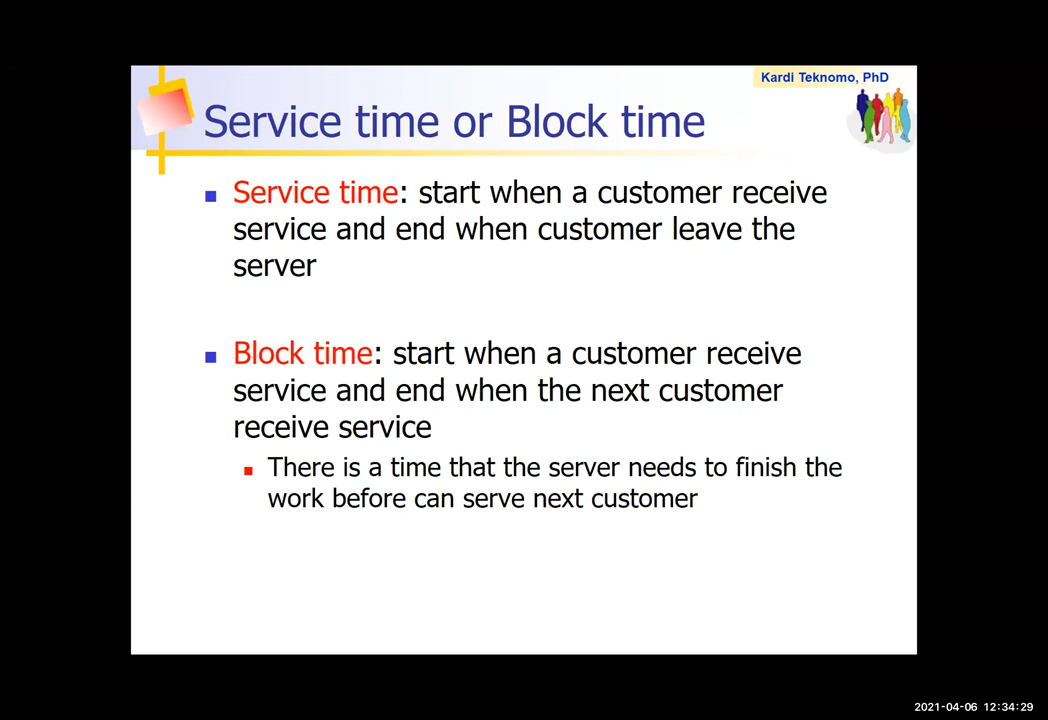 Kardi Teknomo, PhD
Service time or Block time
Service time: start when a customer receive
service and end when customer leave the
server
Block time: start when a customer receive
service and end when the next customer
receive service
There is a time that the server needs to finish the
work before can serve next customer
2021-04-06 12:34:29